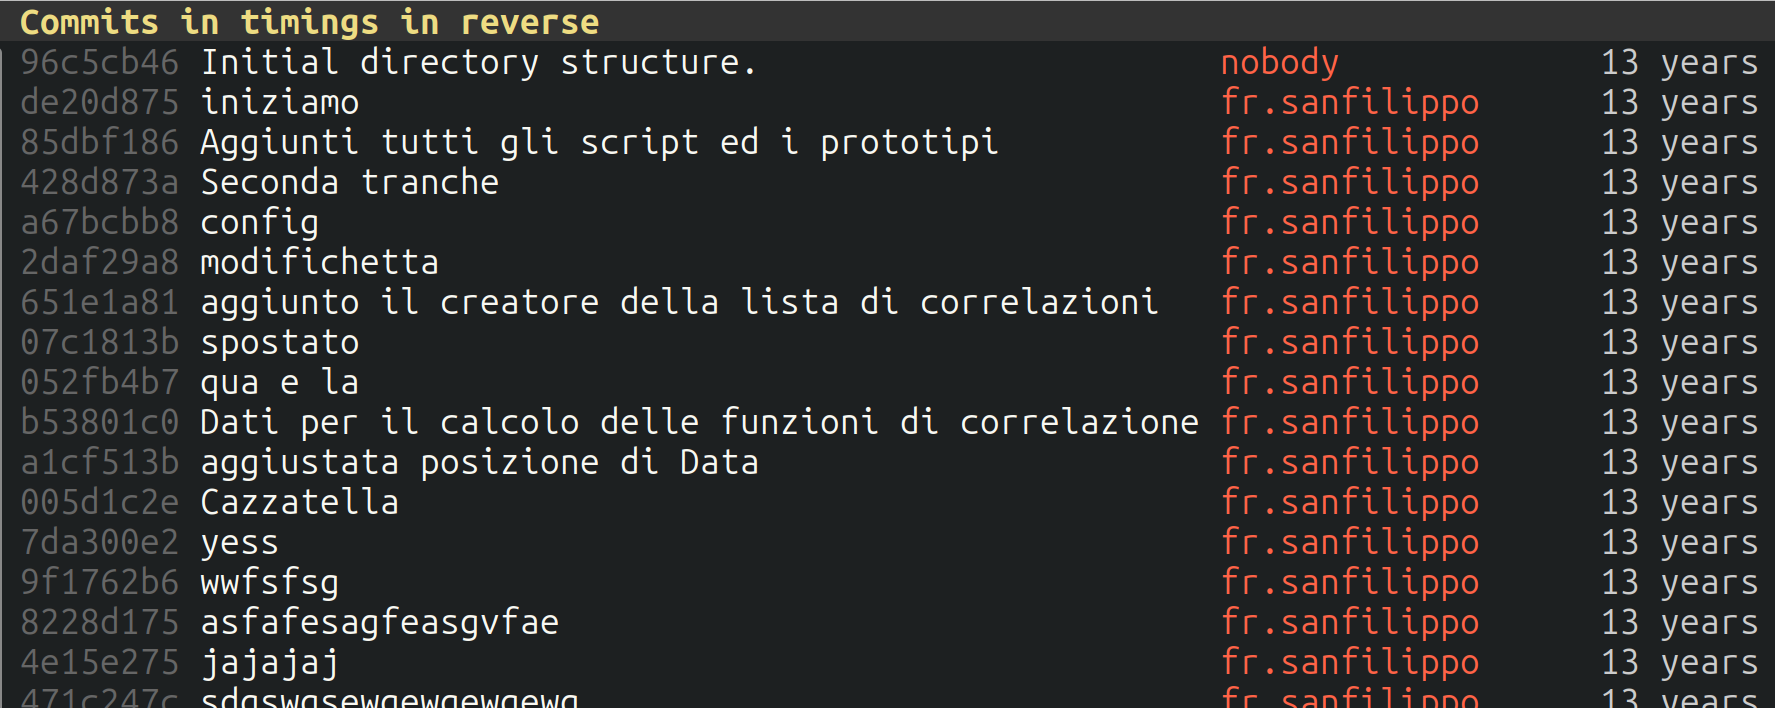 Commits in timings in reverse
96c5cb46 Initial directory structure. nobody 13 years
de20d875 iniziamo fr.sanfilippo 13 years
85dbf186 Aggiunti tutti gli script ed i prototipi fr.sanfilippo 13 years
428d873a Seconda tranche fr.sanfilippo 13 years
a67bcbb8 config fr.sanfilippo 13 years
2daf29a8 modifichetta fr.sanfilippo 13 years
651e1a81 aggiunto il creatore della lista di correlazioni fr.sanfilippo 13 years
07c1813b spostato fr.sanfilippo 13 years
052fb4b7 qua e la fr.sanfilippo 13 years
b53801c0 Dati per il calcolo delle funzioni di correlazione fr.sanfilippo 13 years
a1cf513b aggiustata posizione di Data fr.sanfilippo 13 years
005d1c2e Cazzatella fr.sanfilippo 13 years
7da300e2 yess fr.sanfilippo 13 years
9f1762b6 wwfsfsg fr.sanfilippo 13 years
8228d175 asfafesagfeasgvfae fr.sanfilippo 13 years
4e15e275 jajajaj fr.sanfilippo 13 years
471c247c sdgswgsewgewgewgewg fr.sanfilippo 13 years